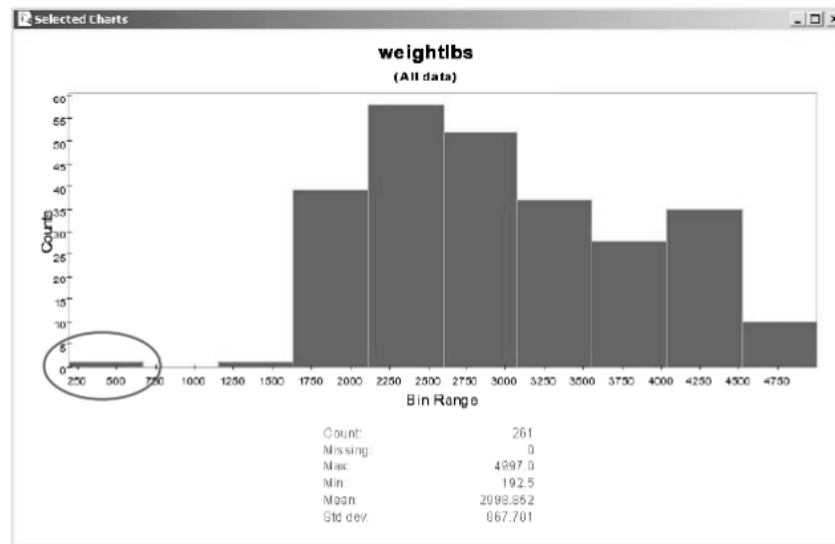 Selected Charts
weightlbs
(All data)
60
55
50
45
40
35
30
25
20
15
10
5
0
Counts
250 500 750 1000 1250 1500 1750 2000 2250 2500 2750 3000 3250 3500 3750 4000 4250 4500 4750
Bin Range
Count: 261
Missing: 0
Max: 4997.0
Min: 192.5
Mean: 2998.852
Std dev: 867.701